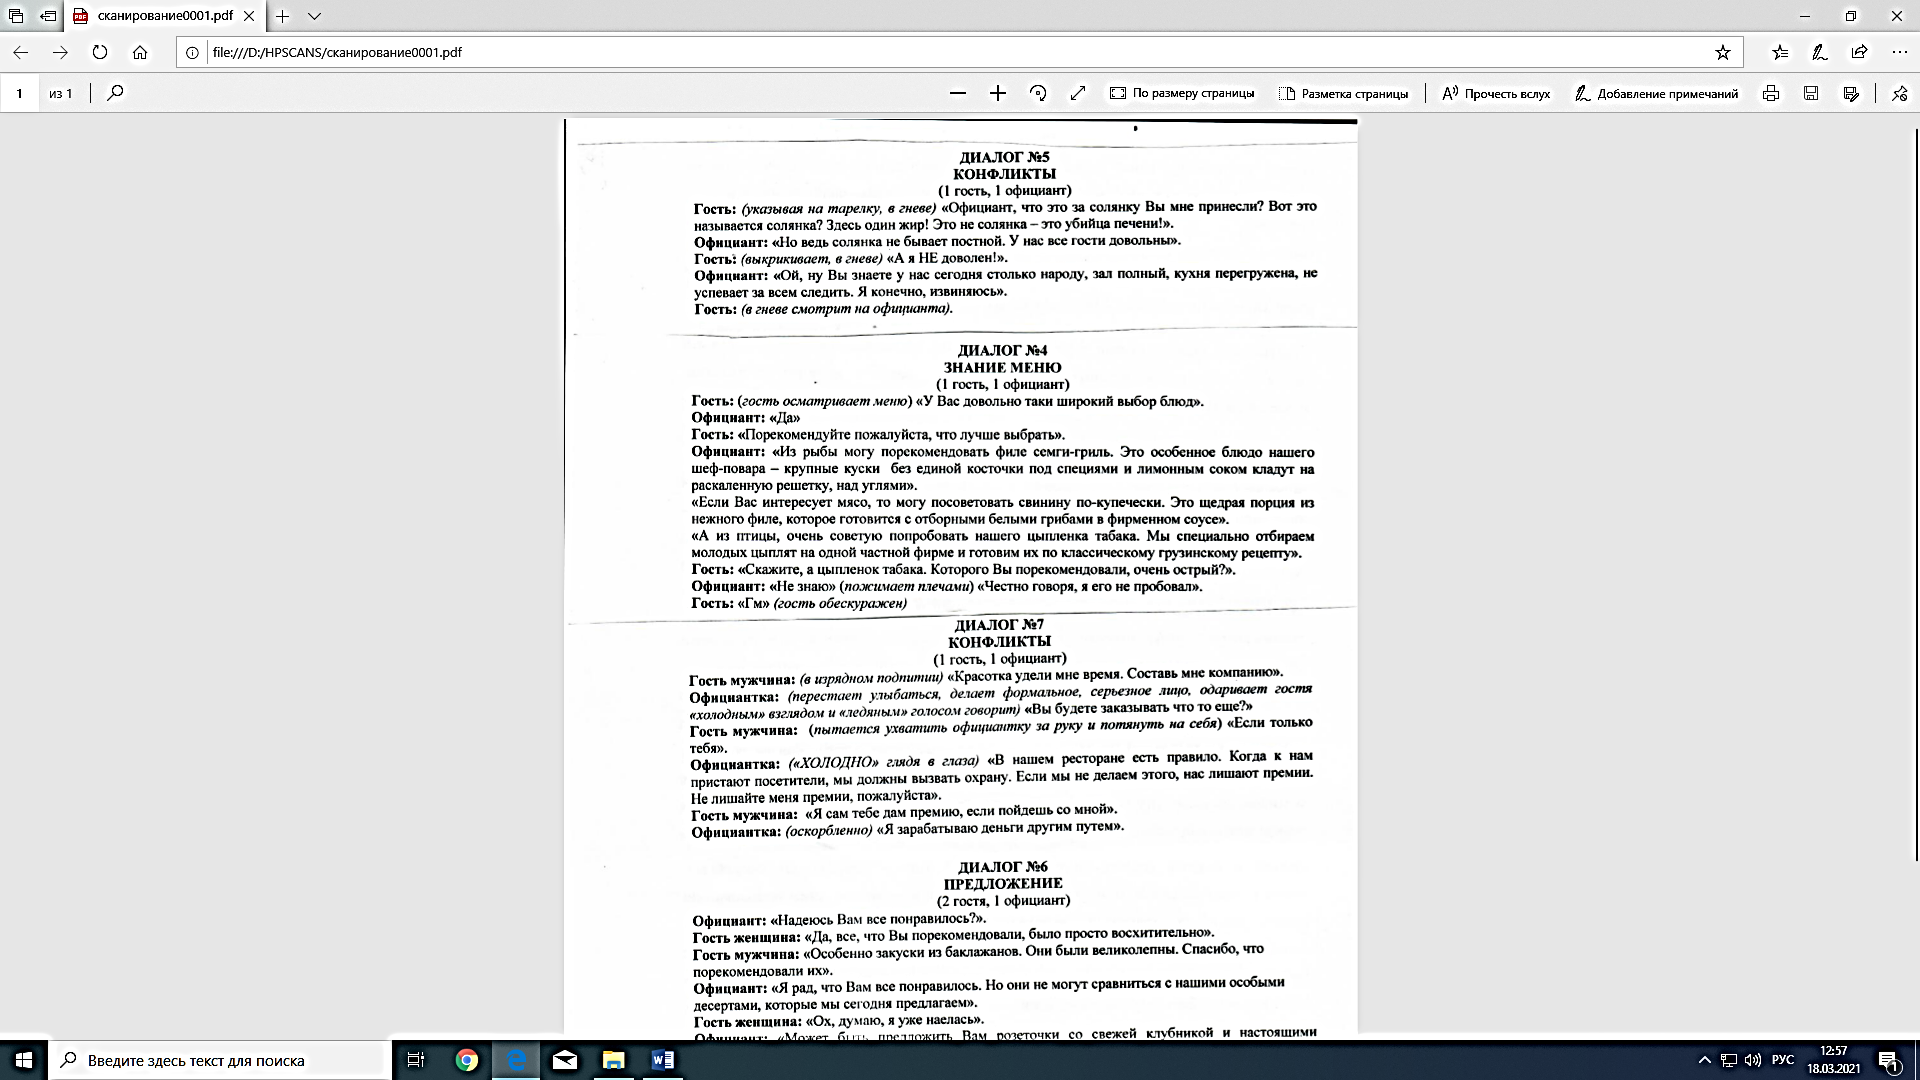 сканирование0001.pdf
file:///D:/HPSCANS/сканирование0001.pdf
1 из 1
По размеру страницы
Разметка страницы
Прочесть вслух
Добавление примечаний
ДИАЛОГ №5
КОНФЛИКТЫ
(1 гость, 1 официант)
Гость: (указывая на тарелку, в гневе) «Официант, что это за солянку Вы мне принесли? Вот это
называется солянка? Здесь один жир! Это не солянка – это убийца печени!».
Официант: «Но ведь солянка не бывает постной. У нас все гости довольны».
Гость: (выкрикивает, в гневе) «А я НЕ доволен!».
Официант: «Ой, ну Вы знаете у нас сегодня столько народу, зал полный, кухня перегружена, не
успевает за всем следить. Я конечно, извиняюсь».
Гость: (в гневе смотрит на официанта).
ДИАЛОГ №4
ЗНАНИЕ МЕНЮ
(1 гость, 1 официант)
Гость: (гость осматривает меню) «У Вас довольно таки широкий выбор блюд».
Официант: «Да»
Гость: «Порекомендуйте пожалуйста, что лучше выбрать».
Официант: «Из рыбы могу порекомендовать филе семги-гриль. Это особенное блюдо нашего
шеф-повара – крупные куски без единой косточки под специями и лимонным соком кладут на
раскаленную решетку, над углями».
«Если Вас интересует мясо, то могу посоветовать свинину по-купечески. Это щедрая порция из
нежного филе, которое готовится с отборными белыми грибами в фирменном соусе».
«А из птицы, очень советую попробовать нашего цыпленка табака. Мы специально отбираем
молодых цыплят на одной частной фирме и готовим их по классическому грузинскому рецепту».
Гость: «Скажите, а цыпленок табака. Которого Вы порекомендовали, очень острый?».
Официант: «Не знаю» (пожимает плечами) «Честно говоря, я его не пробовал».
Гость: «Гм» (гость обескуражен)
ДИАЛОГ №7
КОНФЛИКТЫ
(1 гость, 1 официант)
Гость мужчина: (в изрядном подпитии) «Красотка удели мне время. Составь мне компанию».
Официантка: (перестает улыбаться, делает формальное, серьезное лицо, одаривает гостя
«холодным» взглядом и «ледяным» голосом говорит) «Вы будете заказывать что то еше?»
Гость мужчина: (пытается ухватить официантку за руку и потянуть на себя) «Если только
тебя».
Официантка: («ХОЛОДНО» глядя в глаза) «В нашем ресторане есть правило. Когда к нам
пристают посетители, мы должны вызвать охрану. Если мы не делаем этого, нас лишают премии.
Не лишайте меня премии, пожалуйста».
Гость мужчина: «Я сам тебе дам премию, если пойдешь со мной».
Официантка: (оскорбленно) «Я зарабатываю деньги другим путем».
ДИАЛОГ №6
ПРЕДЛОЖЕНИЕ
(2 гостя, 1 официант)
Официант: «Надеюсь Вам все понравилось?».
Гость женщина: «Да, все, что Вы порекомендовали, было просто восхитительно».
Гость мужчина: «Особенно закуски из баклажанов. Они были великолепны. Спасибо, что
порекомендовали их».
Официант: «Я рад, что Вам все понравилось. Но они не могут сравниться с нашими особыми
десертами, которые мы сегодня предлагаем».
Гость женщина: «Ох, думаю, я уже наелась».
Официант: «Может быть предложить Вам розеточки со свежей клубникой и настоящими
Введите здесь текст для поиска
РУС
12:57
18.03.2021
1